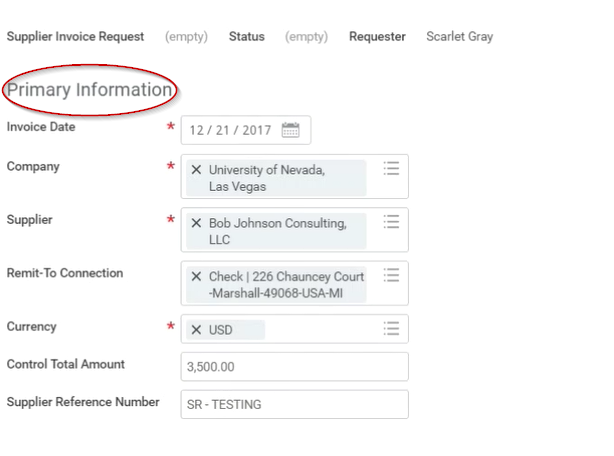 Supplier Invoice Request (empty) Status (empty) Requester Scarlet Gray
Primary Information
Invoice Date * 12 / 21 / 2017
Company * × University of Nevada,
Las Vegas
Supplier * × Bob Johnson Consulting,
LLC
Remit-To Connection × Check | 226 Chauncey Court
-Marshall-49068-USA-MI
Currency * × USD
Control Total Amount 3,500.00
Supplier Reference Number SR - TESTING